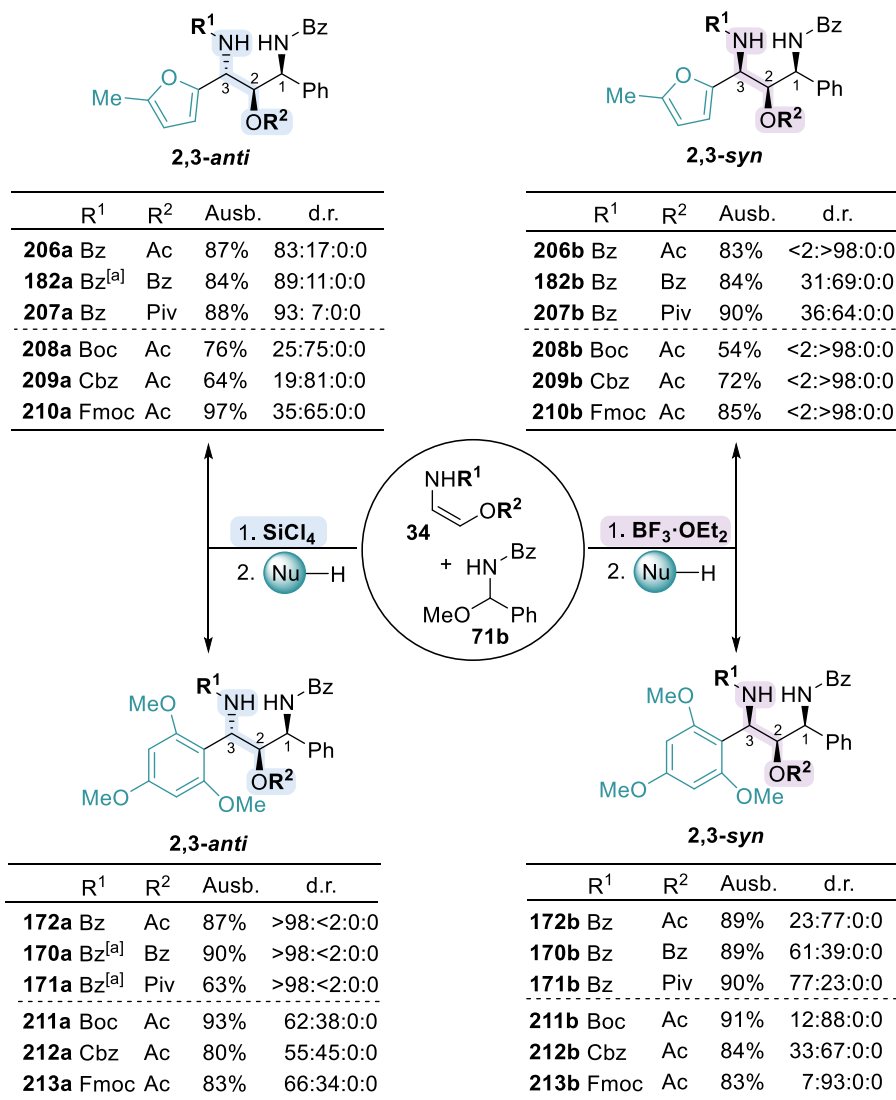 R¹ NH HN Bz
3 2 1
O Me Ph
OR²
2,3-anti
R¹ NH HN Bz
3 2 1
O Me Ph
OR²
2,3-syn
R¹ R² Ausb. d.r.
206a Bz Ac 87% 83:17:0:0
182a Bz[a] Bz 84% 89:11:0:0
207a Bz Piv 88% 93: 7:0:0
208a Boc Ac 76% 25:75:0:0
209a Cbz Ac 64% 19:81:0:0
210a Fmoc Ac 97% 35:65:0:0
R¹ R² Ausb. d.r.
206b Bz Ac 83% <2:>98:0:0
182b Bz Bz 84% 31:69:0:0
207b Bz Piv 90% 36:64:0:0
208b Boc Ac 54% <2:>98:0:0
209b Cbz Ac 72% <2:>98:0:0
210b Fmoc Ac 85% <2:>98:0:0
1. SiCl₄
2. Nu H
NHR¹
OR²
34
+ HN Bz
MeO Ph
71b
1. BF₃·OEt₂
2. Nu H
R¹ NH HN Bz
MeO
3 2 1
Ph
OR²
MeO OMe
2,3-anti
R¹ NH HN Bz
MeO
3 2 1
Ph
OR²
MeO OMe
2,3-syn
R¹ R² Ausb. d.r.
172a Bz Ac 87% >98:<2:0:0
170a Bz[a] Bz 90% >98:<2:0:0
171a Bz[a] Piv 63% >98:<2:0:0
211a Boc Ac 93% 62:38:0:0
212a Cbz Ac 80% 55:45:0:0
213a Fmoc Ac 83% 66:34:0:0
R¹ R² Ausb. d.r.
172b Bz Ac 89% 23:77:0:0
170b Bz Bz 89% 61:39:0:0
171b Bz Piv 90% 77:23:0:0
211b Boc Ac 91% 12:88:0:0
212b Cbz Ac 84% 33:67:0:0
213b Fmoc Ac 83% 7:93:0:0